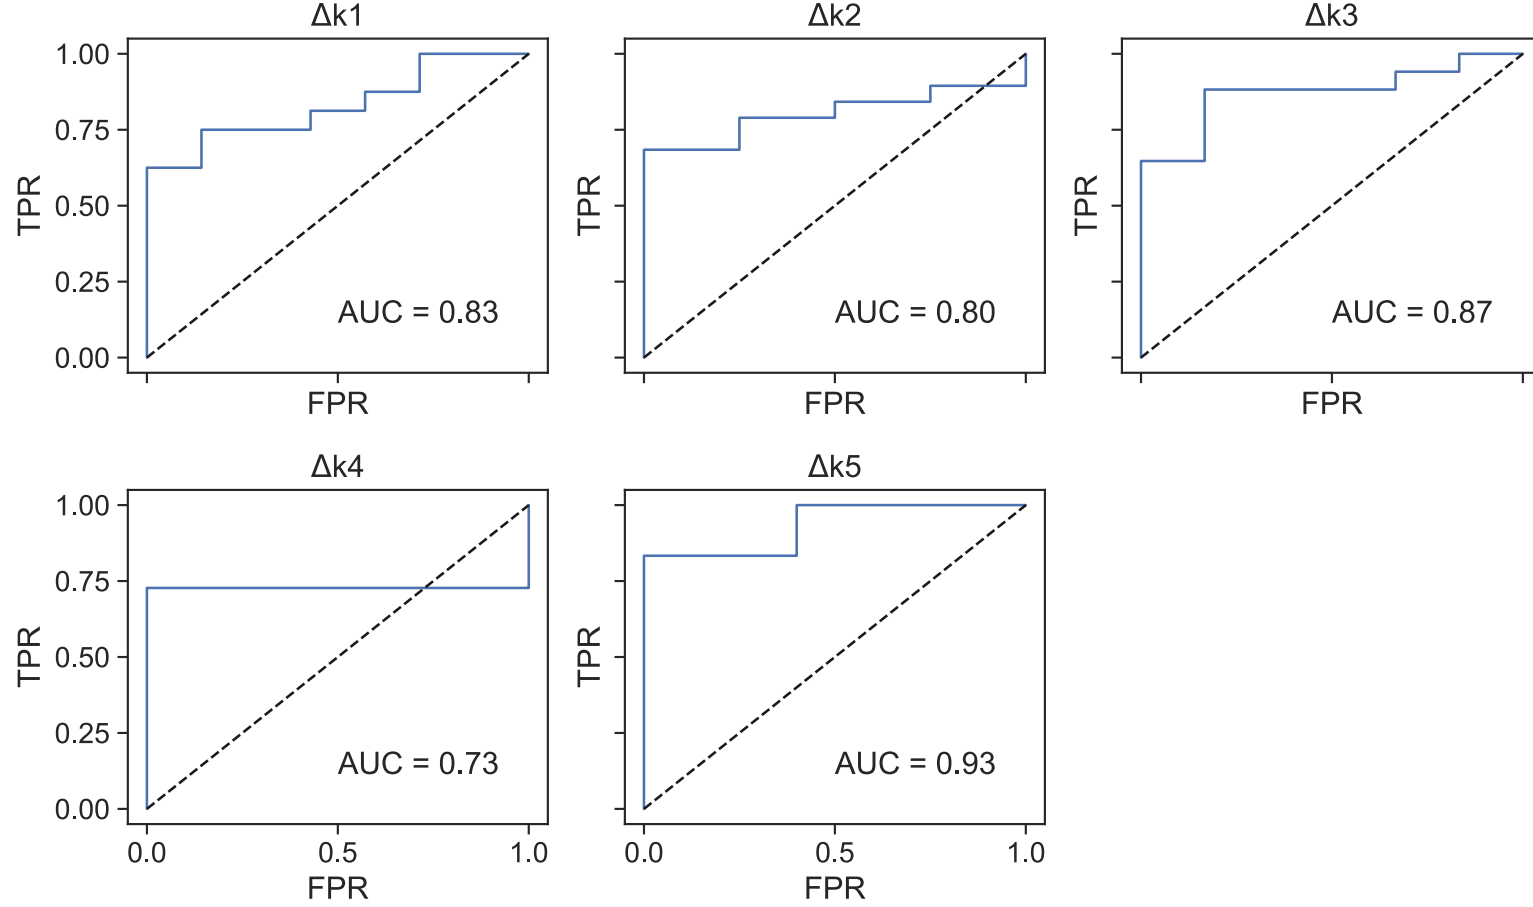 Δk1
1.00
0.75
0.50
0.25
0.00
TPR
AUC = 0.83
FPR
Δk2
TPR
AUC = 0.80
FPR
Δk3
TPR
AUC = 0.87
FPR
Δk4
1.00
0.75
0.50
0.25
0.00
TPR
AUC = 0.73
0.0 0.5 1.0
FPR
Δk5
TPR
AUC = 0.93
0.0 0.5 1.0
FPR